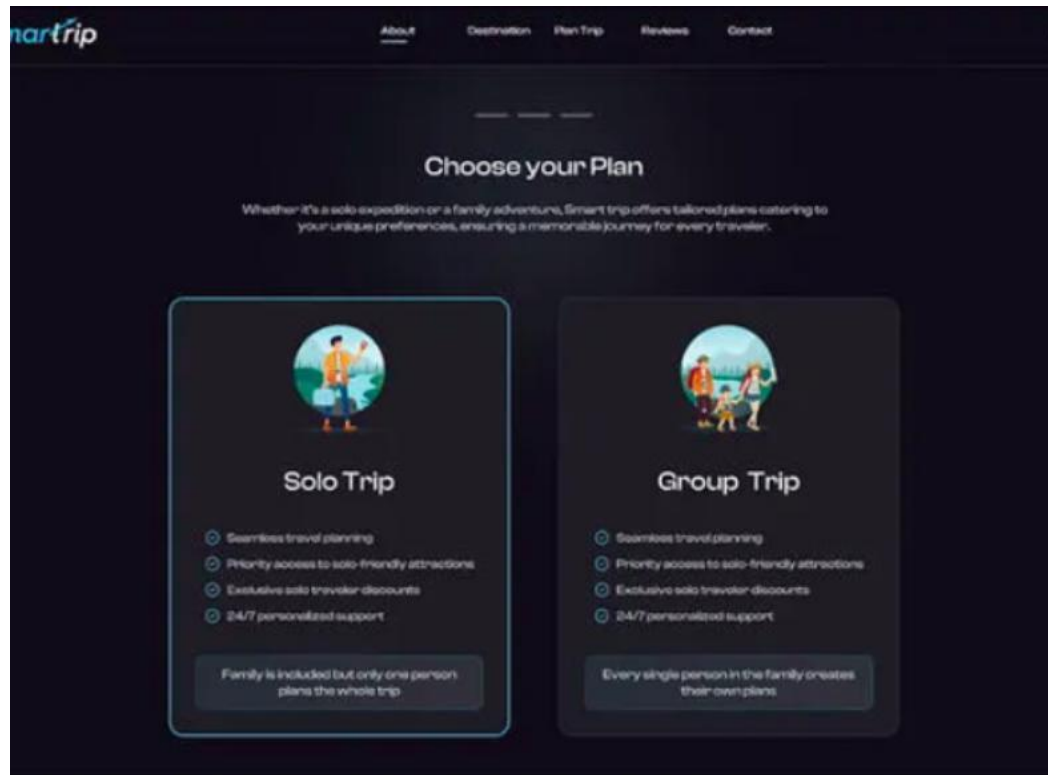 martrip
About Destination Plan Trip Reviews Contact
Choose your Plan
Whether it's a solo expedition or a family adventure, Smart trip offers tailored plans catering to
your unique preferences, ensuring a memorable journey for every traveler.
Solo Trip
Seamless travel planning
Priority access to solo-friendly attractions
Exclusive solo traveler discounts
24/7 personalized support
Family is included but only one person
plans the whole trip
Group Trip
Seamless travel planning
Priority access to solo-friendly attractions
Exclusive solo traveler discounts
24/7 personalized support
Every single person in the family creates
their own plans